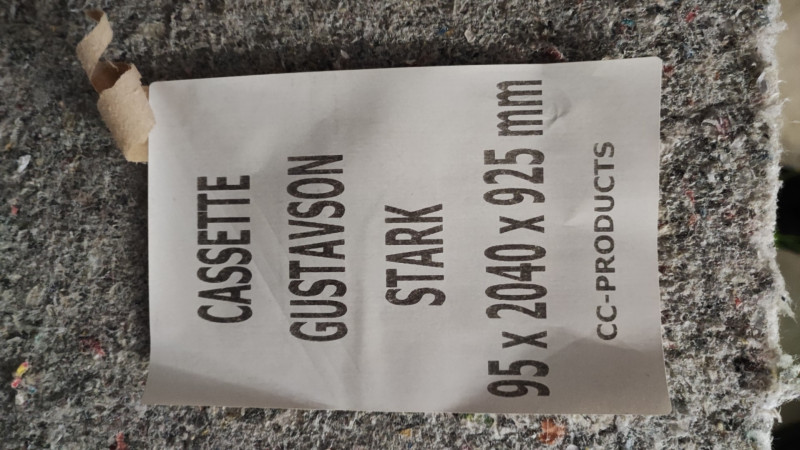 CASSETTE
GUSTAVSON
STARK
95 x 2040 x 925 mm
CC-PRODUCTS